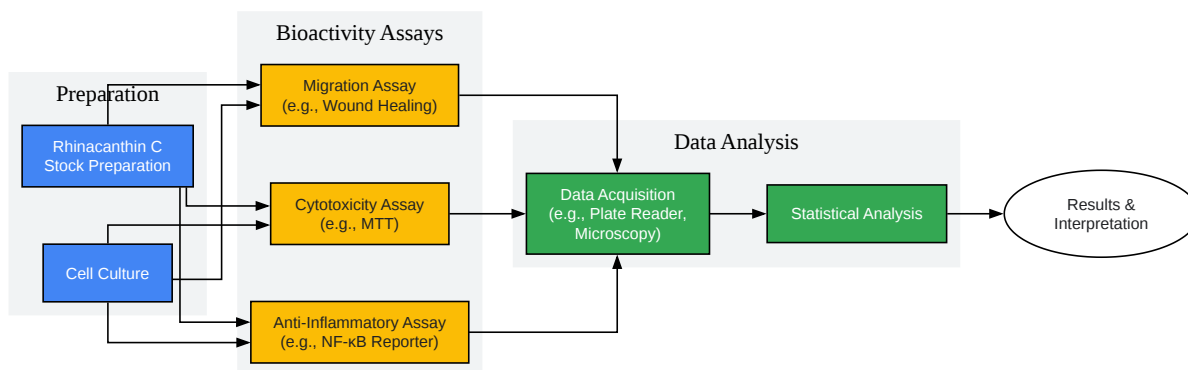 Preparation
Rhinacanthin C
Stock Preparation
Cell Culture
Bioactivity Assays
Migration Assay
(e.g., Wound Healing)
Cytotoxicity Assay
(e.g., MTT)
Anti-Inflammatory Assay
(e.g., NF-κB Reporter)
Data Analysis
Data Acquisition
(e.g., Plate Reader,
Microscopy)
Statistical Analysis
Results &
Interpretation